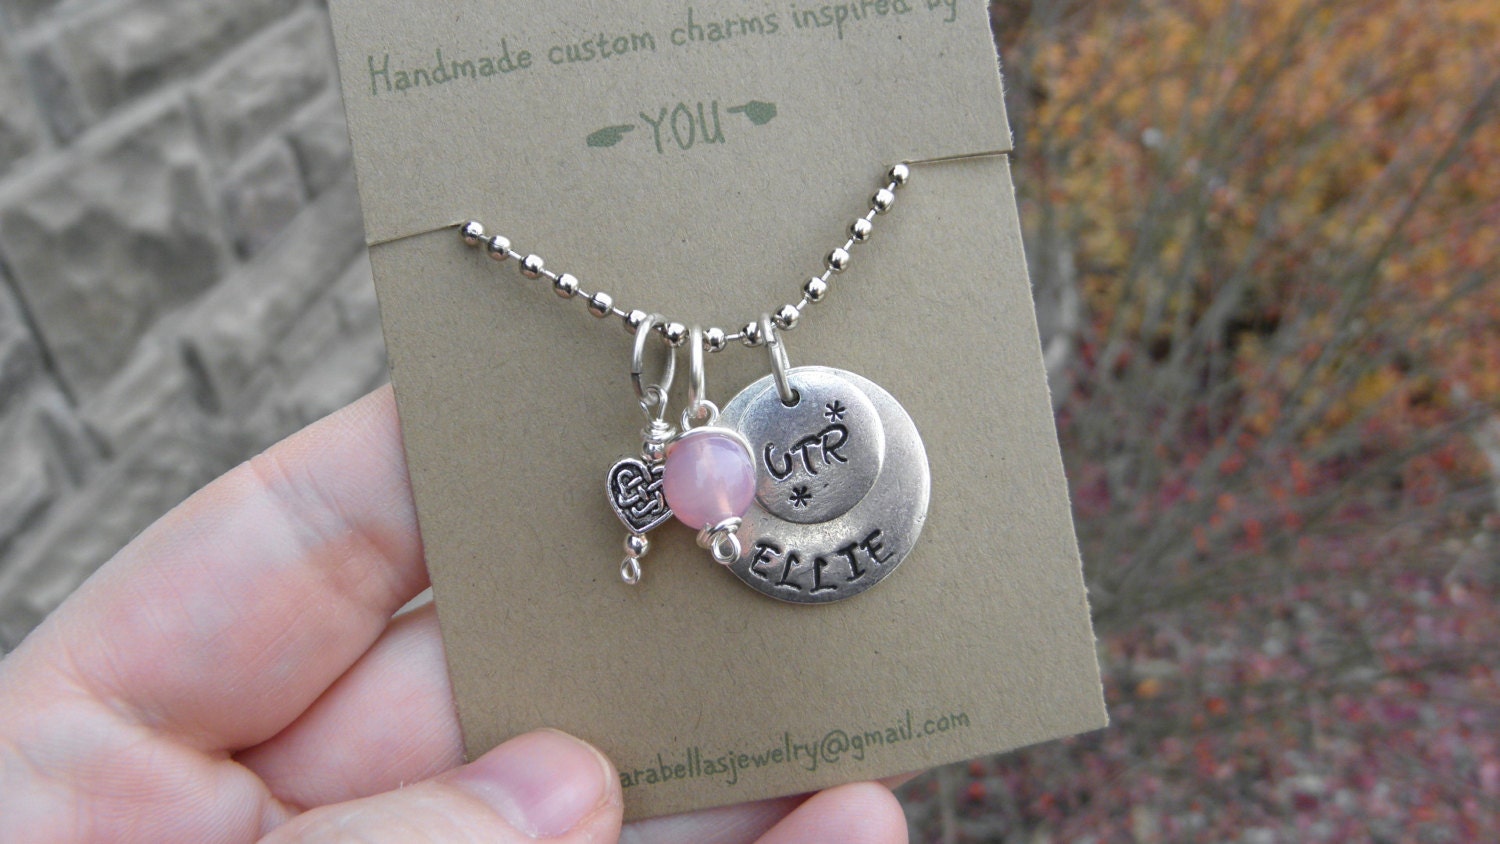 Handmade custom charms inspired by
YOU
* UTR *
ELLIE
arabellasjewelry@gmail.com